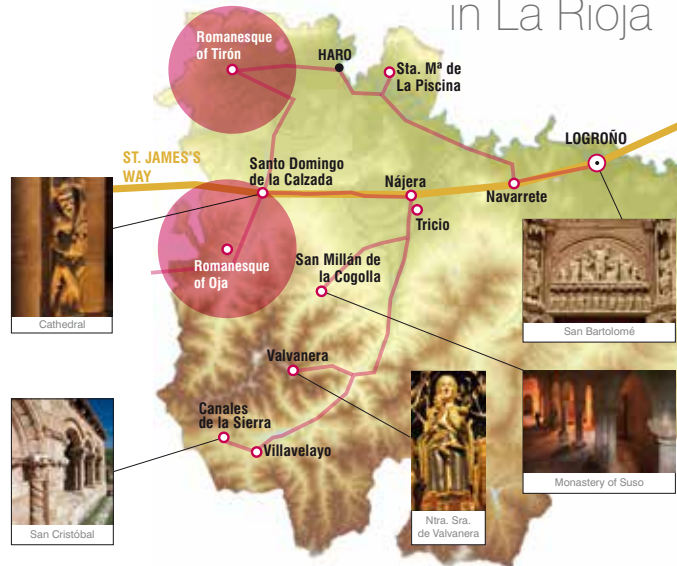 in La Rioja
Romanesque
of Tirón
HARO
Sta. Mª de
La Piscina
LOGROÑO
ST. JAMES'S
WAY
Santo Domingo
de la Calzada
Nájera
Navarrete
Tricio
Romanesque
of Oja
San Millán de
la Cogolla
Cathedral
San Bartolomé
Valvanera
Canales
de la Sierra
Villavelayo
Monastery of Suso
San Cristóbal
Ntra. Sra.
de Valvanera